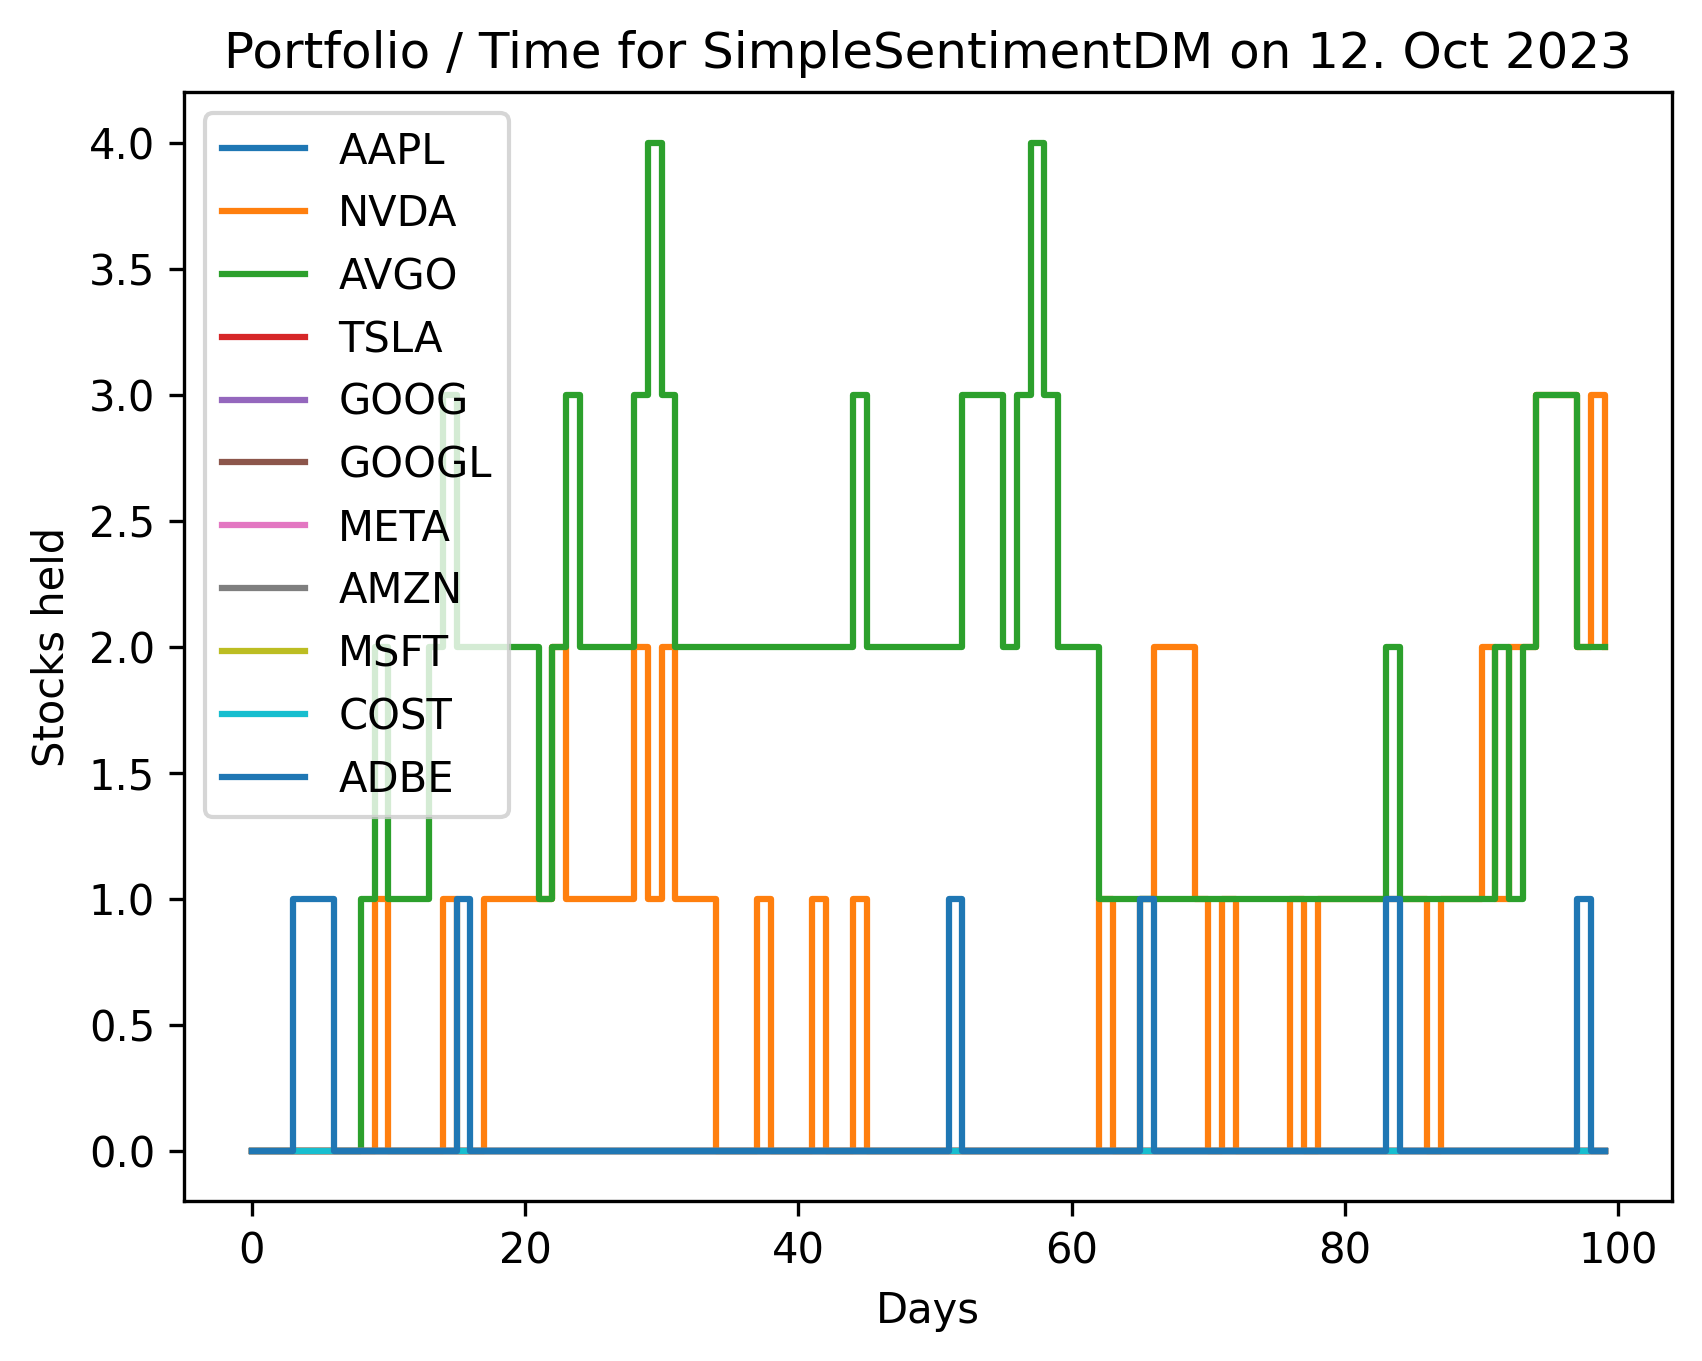 Portfolio / Time for SimpleSentimentDM on 12. Oct 2023
4.0
3.5
3.0
2.5
2.0
1.5
1.0
0.5
0.0
Stocks held
AAPL
NVDA
AVGO
TSLA
GOOG
GOOGL
META
AMZN
MSFT
COST
ADBE
0
20
40
60
80
100
Days